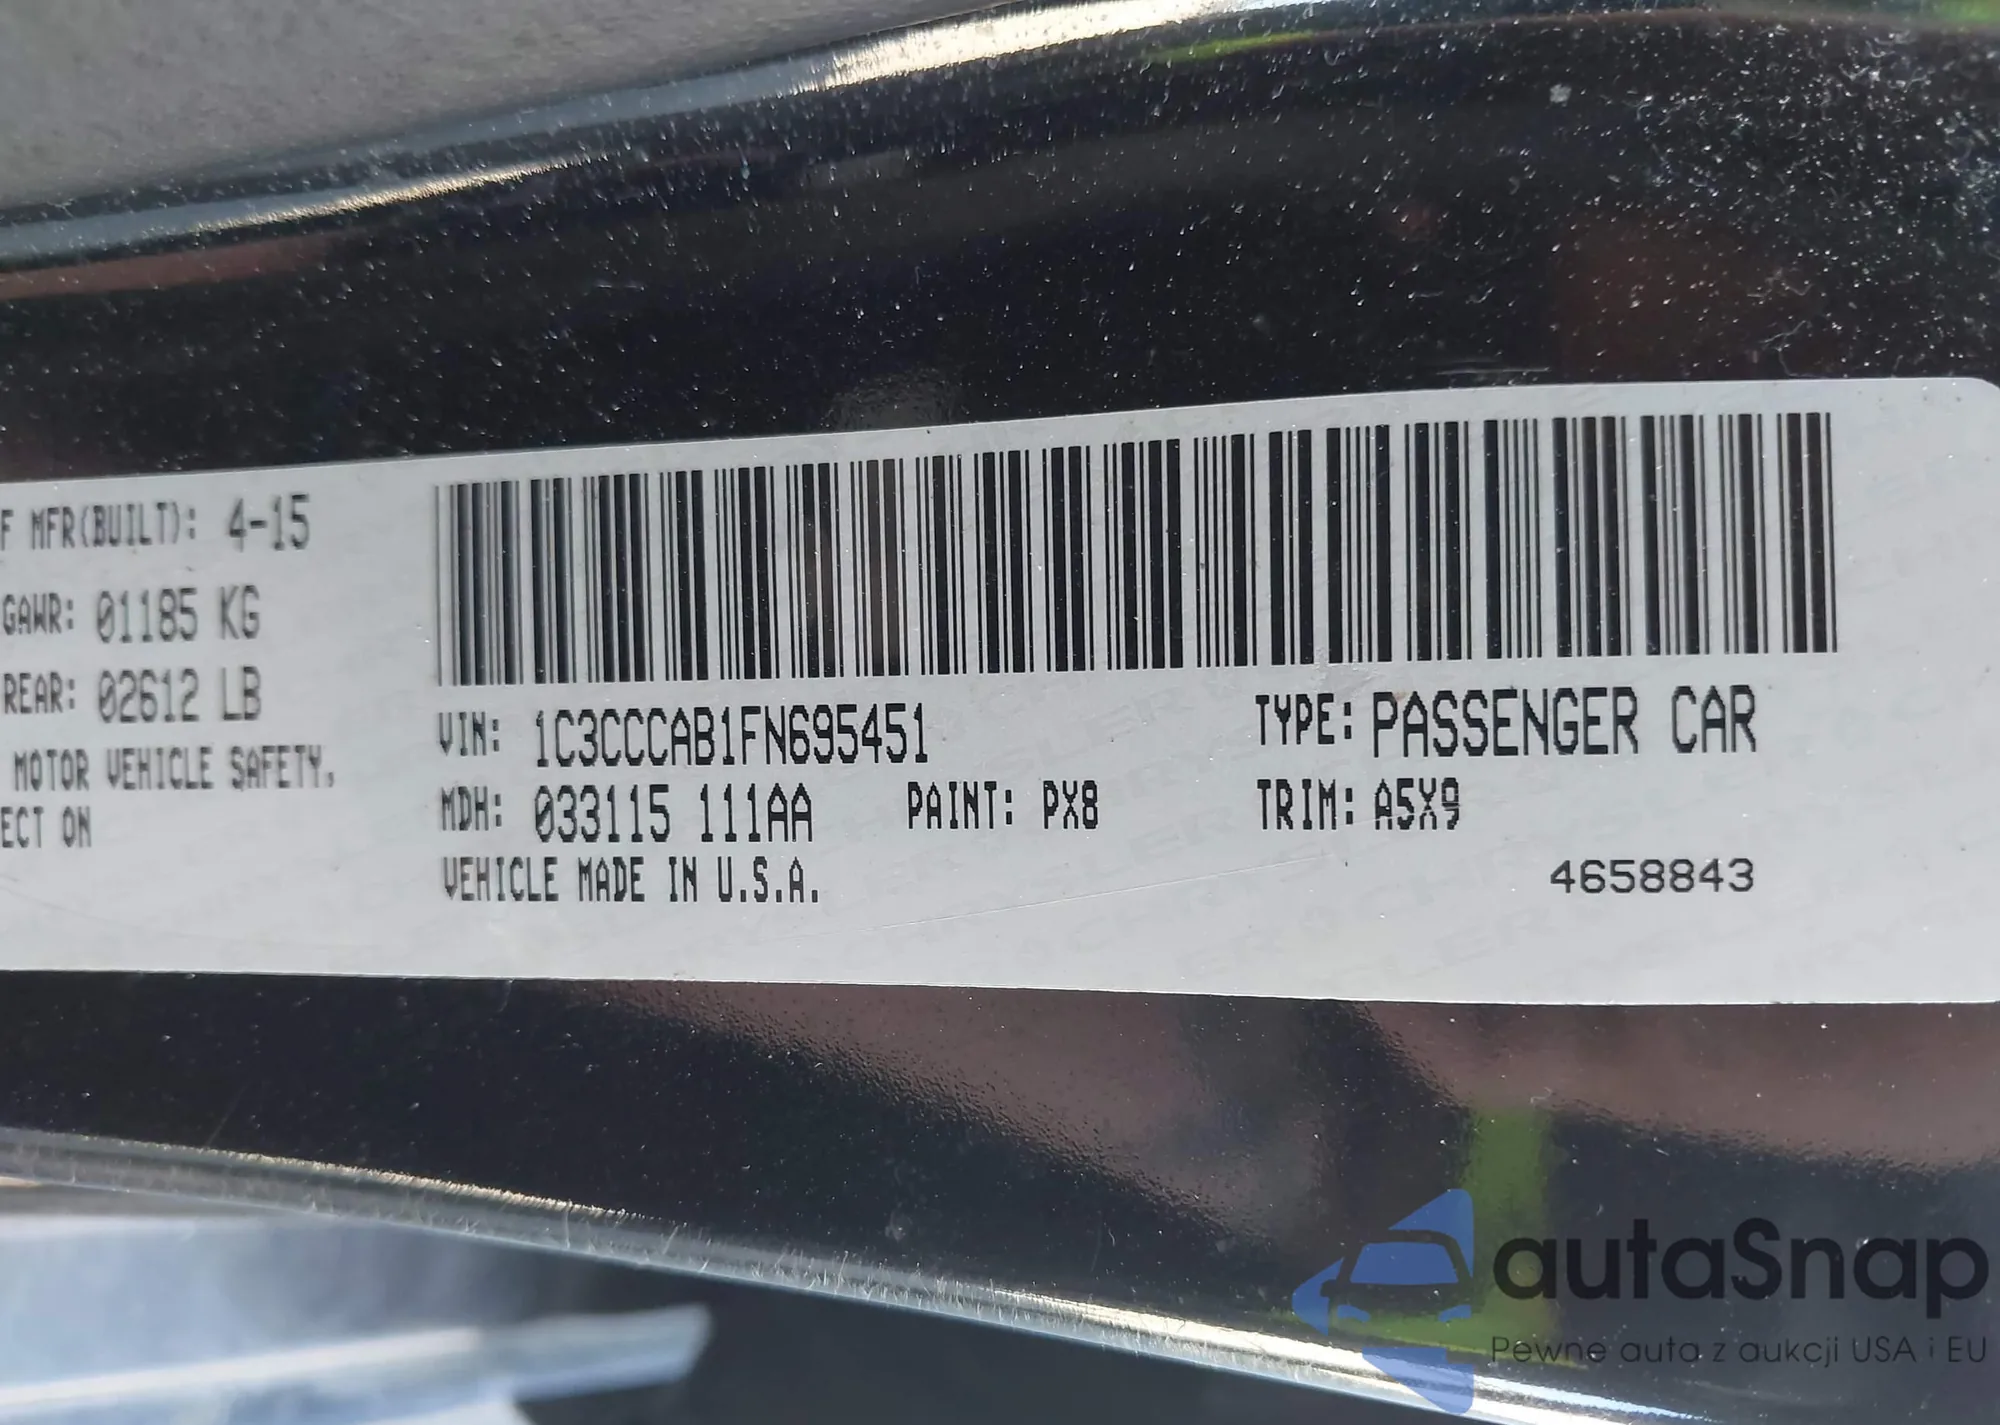 F MFR(BUILT): 4-15
GAWR: 01185 KG
REAR: 02612 LB
MOTOR VEHICLE SAFETY,
ECT ON
VIN: 1C3CCCAB1FN695451
TYPE: PASSENGER CAR
MDH: 033115 111AA
PAINT: PX8
TRIM: A5X9
VEHICLE MADE IN U.S.A.
4658843
autaSnap
Pewne auta z aukcji USA i EU